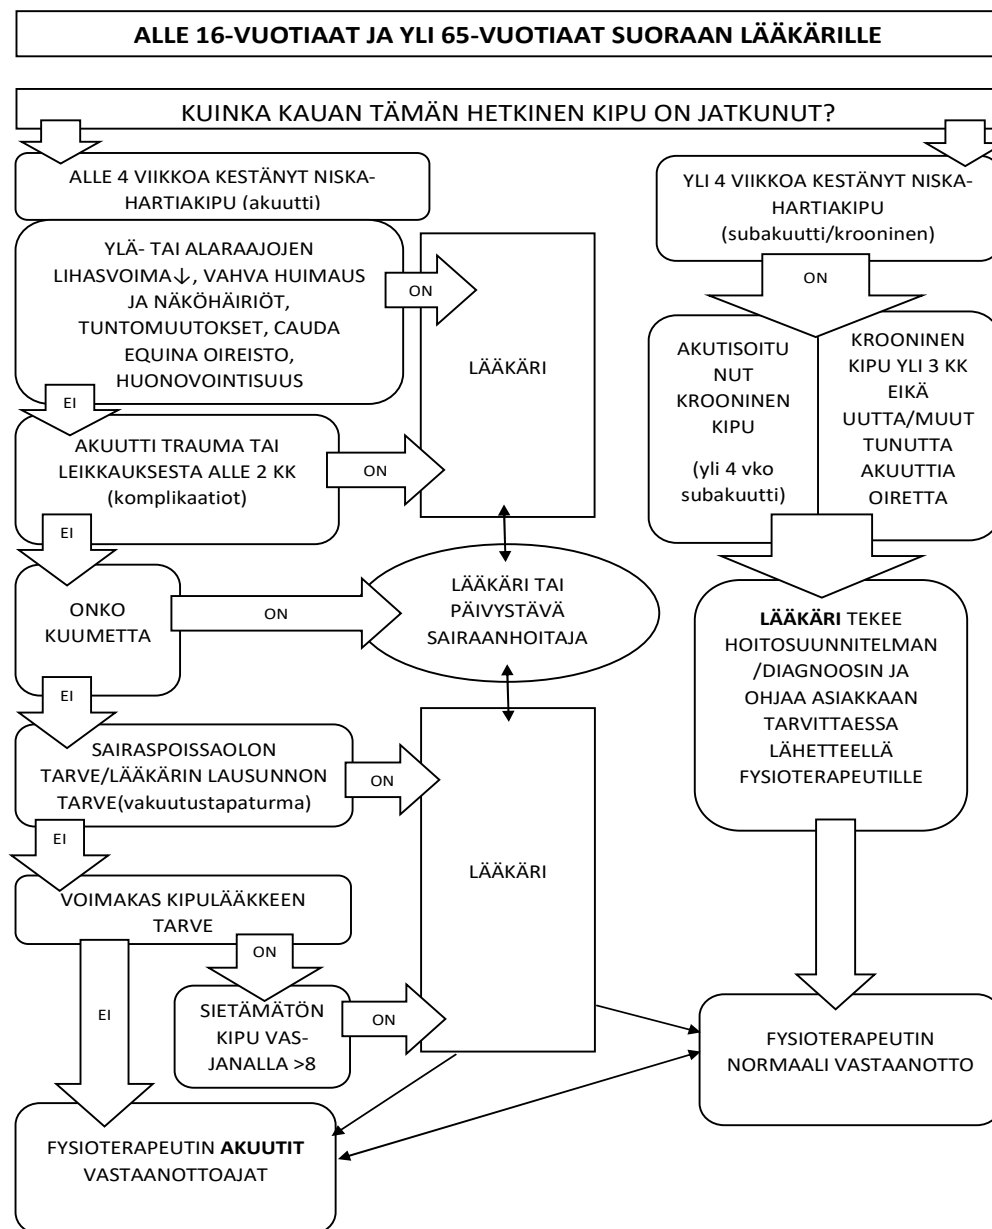 ALLE 16-VUOTIAAT JA YLI 65-VUOTIAAT SUORAAN LÄÄKÄRILLE
KUINKA KAUAN TÄMÄN HETKINEN KIPU ON JATKUNUT?
ALLE 4 VIIKKOA KESTÄNYT NISKA-
HARTIAKIPU (akuutti)
YLÄ- TAI ALARAAJOJEN
LIHASVOIMA↓, VAHVA HUIMAUS
JA NÄKÖHÄIRIÖT,
TUNTOMUUTOKSET, CAUDA
EQUINA OIREISTO,
HUONOVOINTISUUS
ON
LÄÄKÄRI
EI
AKUUTTI TRAUMA TAI
LEIKKAUKSESTA ALLE 2 KK
(komplikaatiot)
ON
EI
ONKO
KUUMETTA
ON
LÄÄKÄRI TAI
PÄIVYSTÄVÄ
SAIRAANHOITAJA
EI
SAIRASPOISSAOLON
TARVE/LÄÄKÄRIN LAUSUNNON
TARVE(vakuutustapaturma)
ON
LÄÄKÄRI
EI
VOIMAKAS KIPULÄÄKKEEN
TARVE
ON
SIETÄMÄTÖN
KIPU VAS-
JANALLA >8
ON
EI
FYSIOTERAPEUTIN AKUUTIT
VASTAANOTTOAJAT
YLI 4 VIIKKOA KESTÄNYT NISKA-
HARTIAKIPU
(subakuutti/krooninen)
ON
AKUTISOITU
NUT
KROONINEN
KIPU
(yli 4 vko
subakuutti)
KROONINEN
KIPU YLI 3 KK
EIKÄ
UUTTA/MUUT
TUNUTTA
AKUUTTIA
OIRETTA
LÄÄKÄRI TEKEE
HOITOSUUNNITELMAN
/DIAGNOOSIN JA
OHJAA ASIAKKAAN
TARVITTAESSA
LÄHETTEELLÄ
FYSIOTERAPEUTILLE
FYSIOTERAPEUTIN
NORMAALI VASTAANOTTO